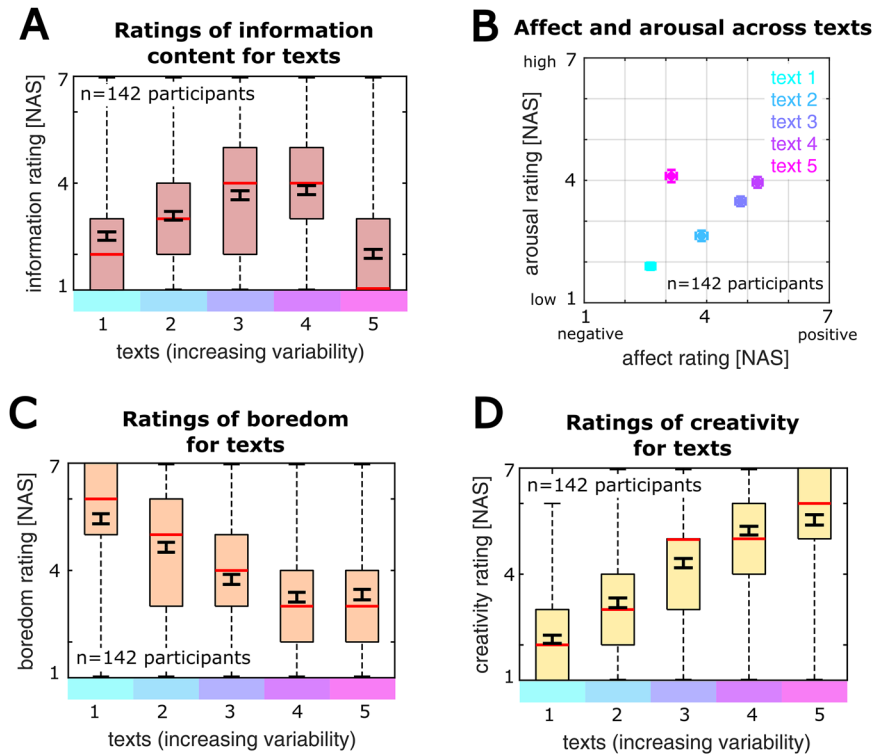 A
Ratings of information
content for texts
information rating [NAS]
7
4
1
n=142 participants
1 2 3 4 5
texts (increasing variability)
B
Affect and arousal across texts
arousal rating [NAS]
high 7
4
low 1
text 1
text 2
text 3
text 4
text 5
n=142 participants
1 4 7
negative positive
affect rating [NAS]
C
Ratings of boredom
for texts
boredom rating [NAS]
7
4
1
n=142 participants
1 2 3 4 5
texts (increasing variability)
D
Ratings of creativity
for texts
creativity rating [NAS]
7
4
1
n=142 participants
1 2 3 4 5
texts (increasing variability)